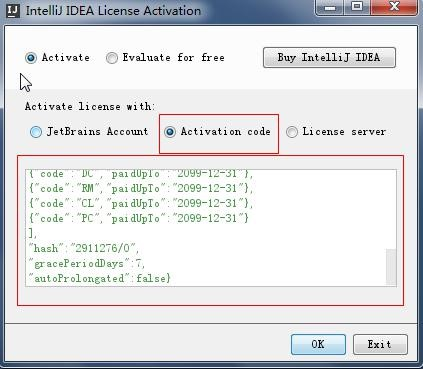 IJ IntelliJ IDEA License Activation
Activate Evaluate for free Buy IntelliJ IDEA
Activate license with:
JetBrains Account Activation code License server
{"code":"DC","paidUpTo":"2099-12-31"},
{"code":"RM","paidUpTo":"2099-12-31"},
{"code":"CL","paidUpTo":"2099-12-31"},
{"code":"PC","paidUpTo":"2099-12-31"}
],
"hash":"2911276/0",
"gracePeriodDays":7,
"autoProlongated":false}
OK Exit